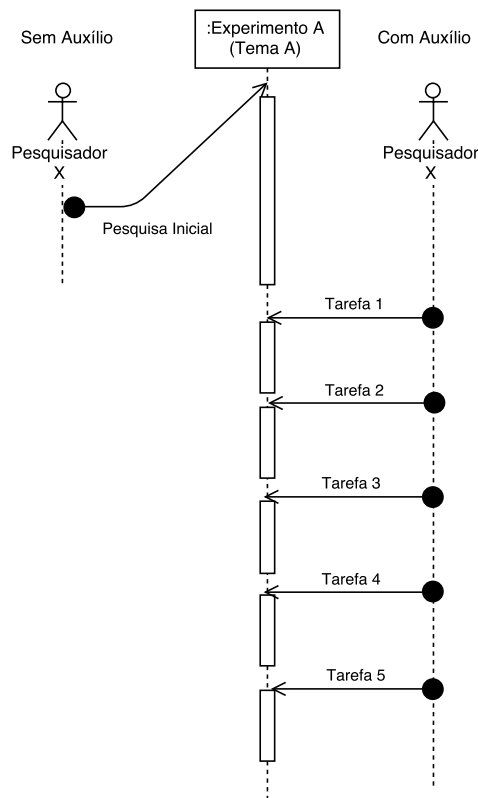 Sem Auxílio
:Experimento A
(Tema A)
Com Auxílio
Pesquisador
X
Pesquisador
X
Pesquisa Inicial
Tarefa 1
Tarefa 2
Tarefa 3
Tarefa 4
Tarefa 5